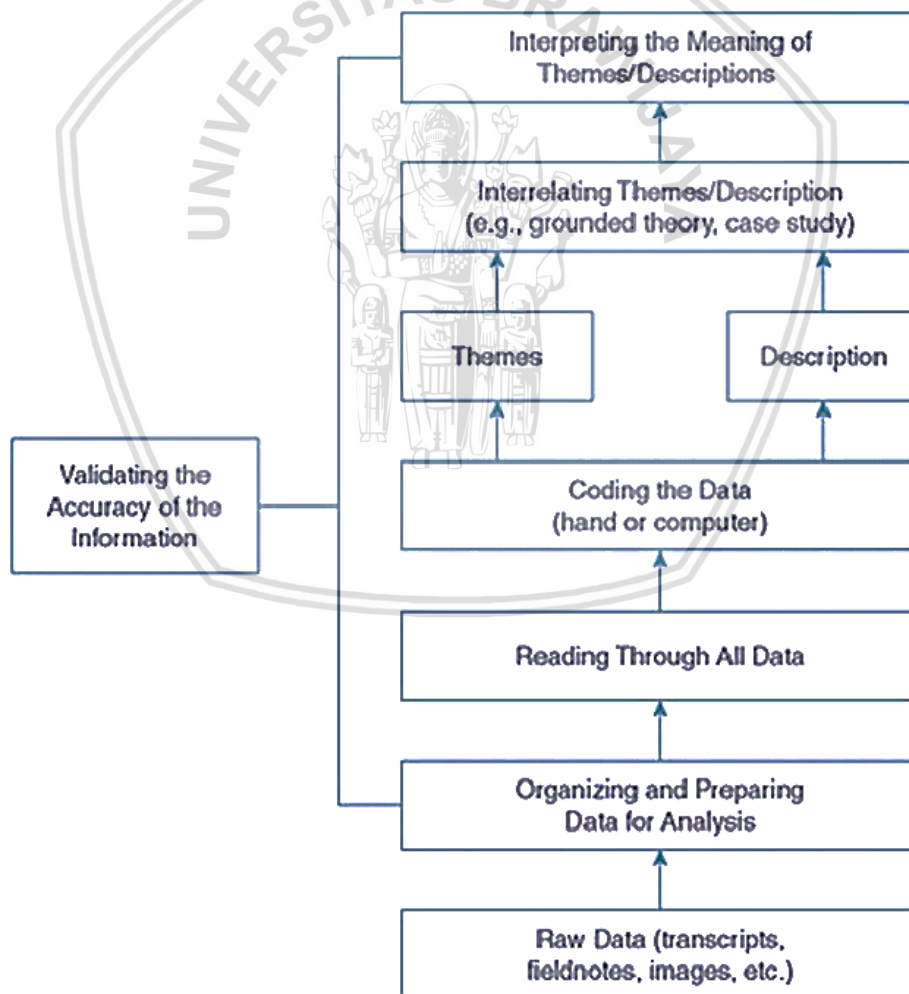 UNIVERSITAS BRAWIJAYA
Interpreting the Meaning of
Themes/Descriptions
Interrelating Themes/Description
(e.g., grounded theory, case study)
Themes
Description
Validating the
Accuracy of the
Information
Coding the Data
(hand or computer)
Reading Through All Data
Organizing and Preparing
Data for Analysis
Raw Data (transcripts,
fieldnotes, images, etc.)